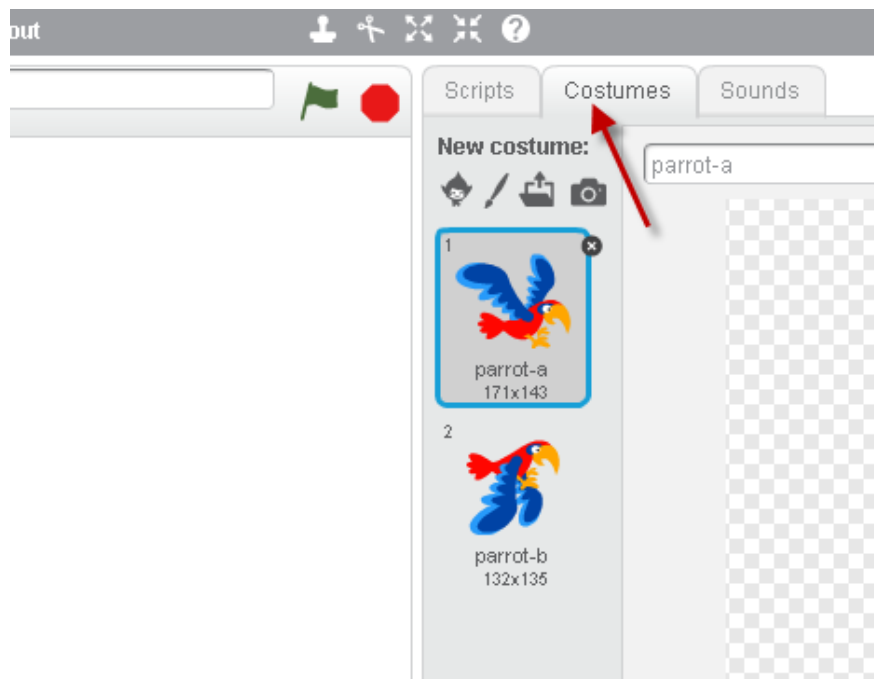 out ?
Scripts Costumes Sounds
New costume:
parrot-a
1
parrot-a
171x143
2
parrot-b
132x135